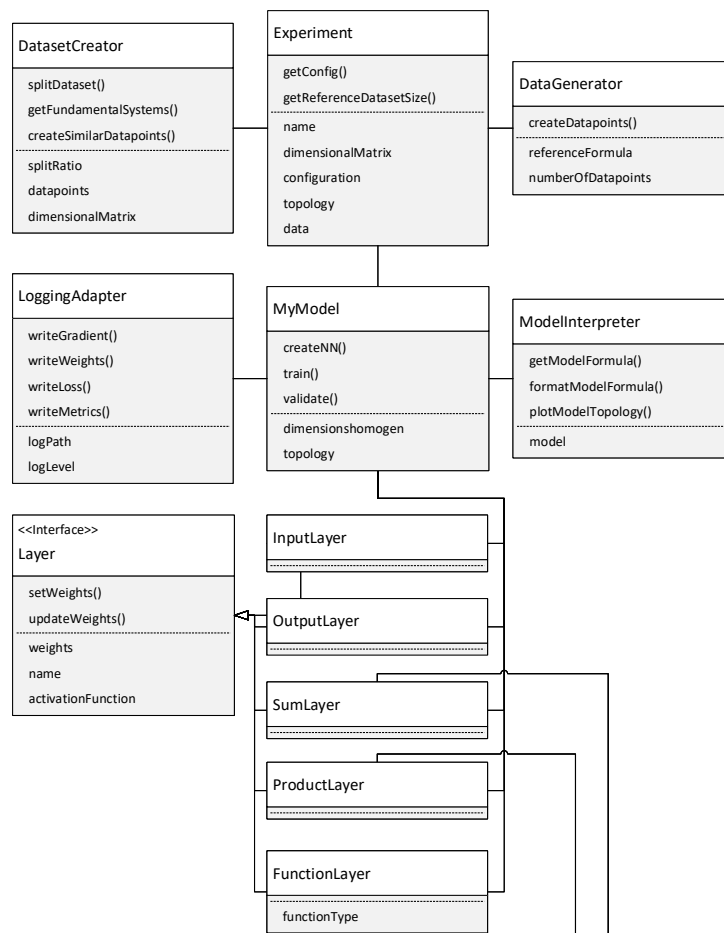 DatasetCreator
splitDataset()
getFundamentalSystems()
createSimilarDatapoints()
splitRatio
datapoints
dimensionalMatrix
Experiment
getConfig()
getReferenceDatasetSize()
name
dimensionalMatrix
configuration
topology
data
DataGenerator
createDatapoints()
referenceFormula
numberOfDatapoints
LoggingAdapter
writeGradient()
writeWeights()
writeLoss()
writeMetrics()
logPath
logLevel
MyModel
createNN()
train()
validate()
dimensionshomogen
topology
ModelInterpreter
getModelFormula()
formatModelFormula()
plotModelTopology()
model
<<Interface>>
Layer
setWeights()
updateWeights()
weights
name
activationFunction
InputLayer
OutputLayer
SumLayer
ProductLayer
FunctionLayer
functionType